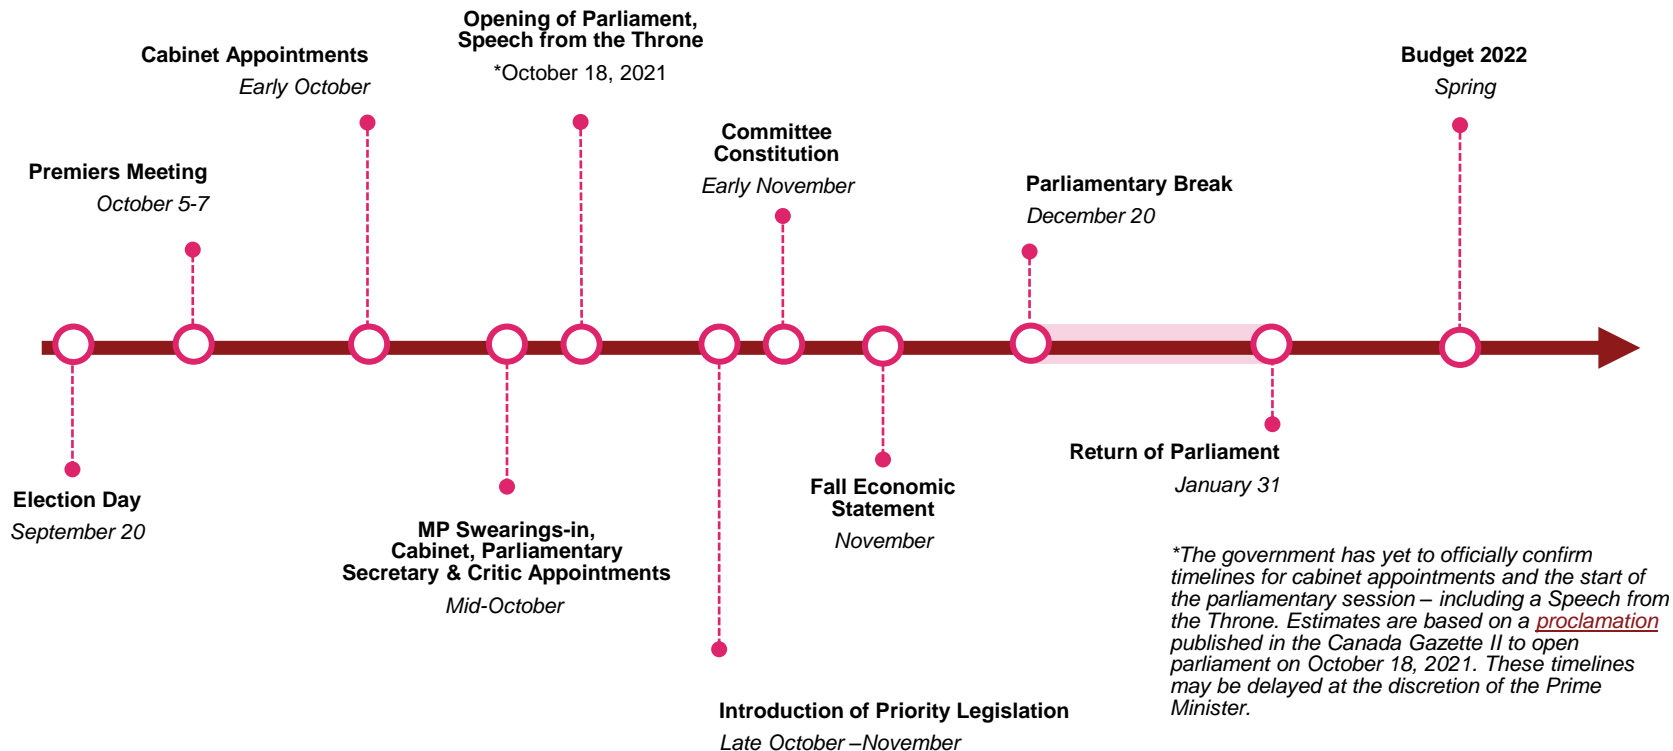 Opening of Parliament,
Speech from the Throne
*October 18, 2021
Cabinet Appointments
Early October
Budget 2022
Spring
Committee
Constitution
Early November
Premiers Meeting
October 5-7
Parliamentary Break
December 20
Election Day
September 20
MP Swearings-in,
Cabinet, Parliamentary
Secretary & Critic Appointments
Mid-October
Fall Economic
Statement
November
Return of Parliament
January 31
Introduction of Priority Legislation
Late October –November
*The government has yet to officially confirm
timelines for cabinet appointments and the start of
the parliamentary session – including a Speech from
the Throne. Estimates are based on a proclamation
published in the Canada Gazette II to open
parliament on October 18, 2021. These timelines
may be delayed at the discretion of the Prime
Minister.